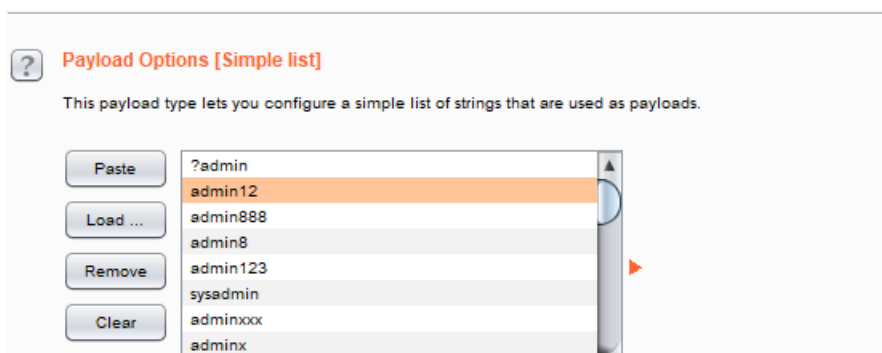 ?
Payload Options [Simple list]
This payload type lets you configure a simple list of strings that are used as payloads.
Paste
Load ...
Remove
Clear
?admin
admin12
admin888
admin8
admin123
sysadmin
adminxxx
adminx